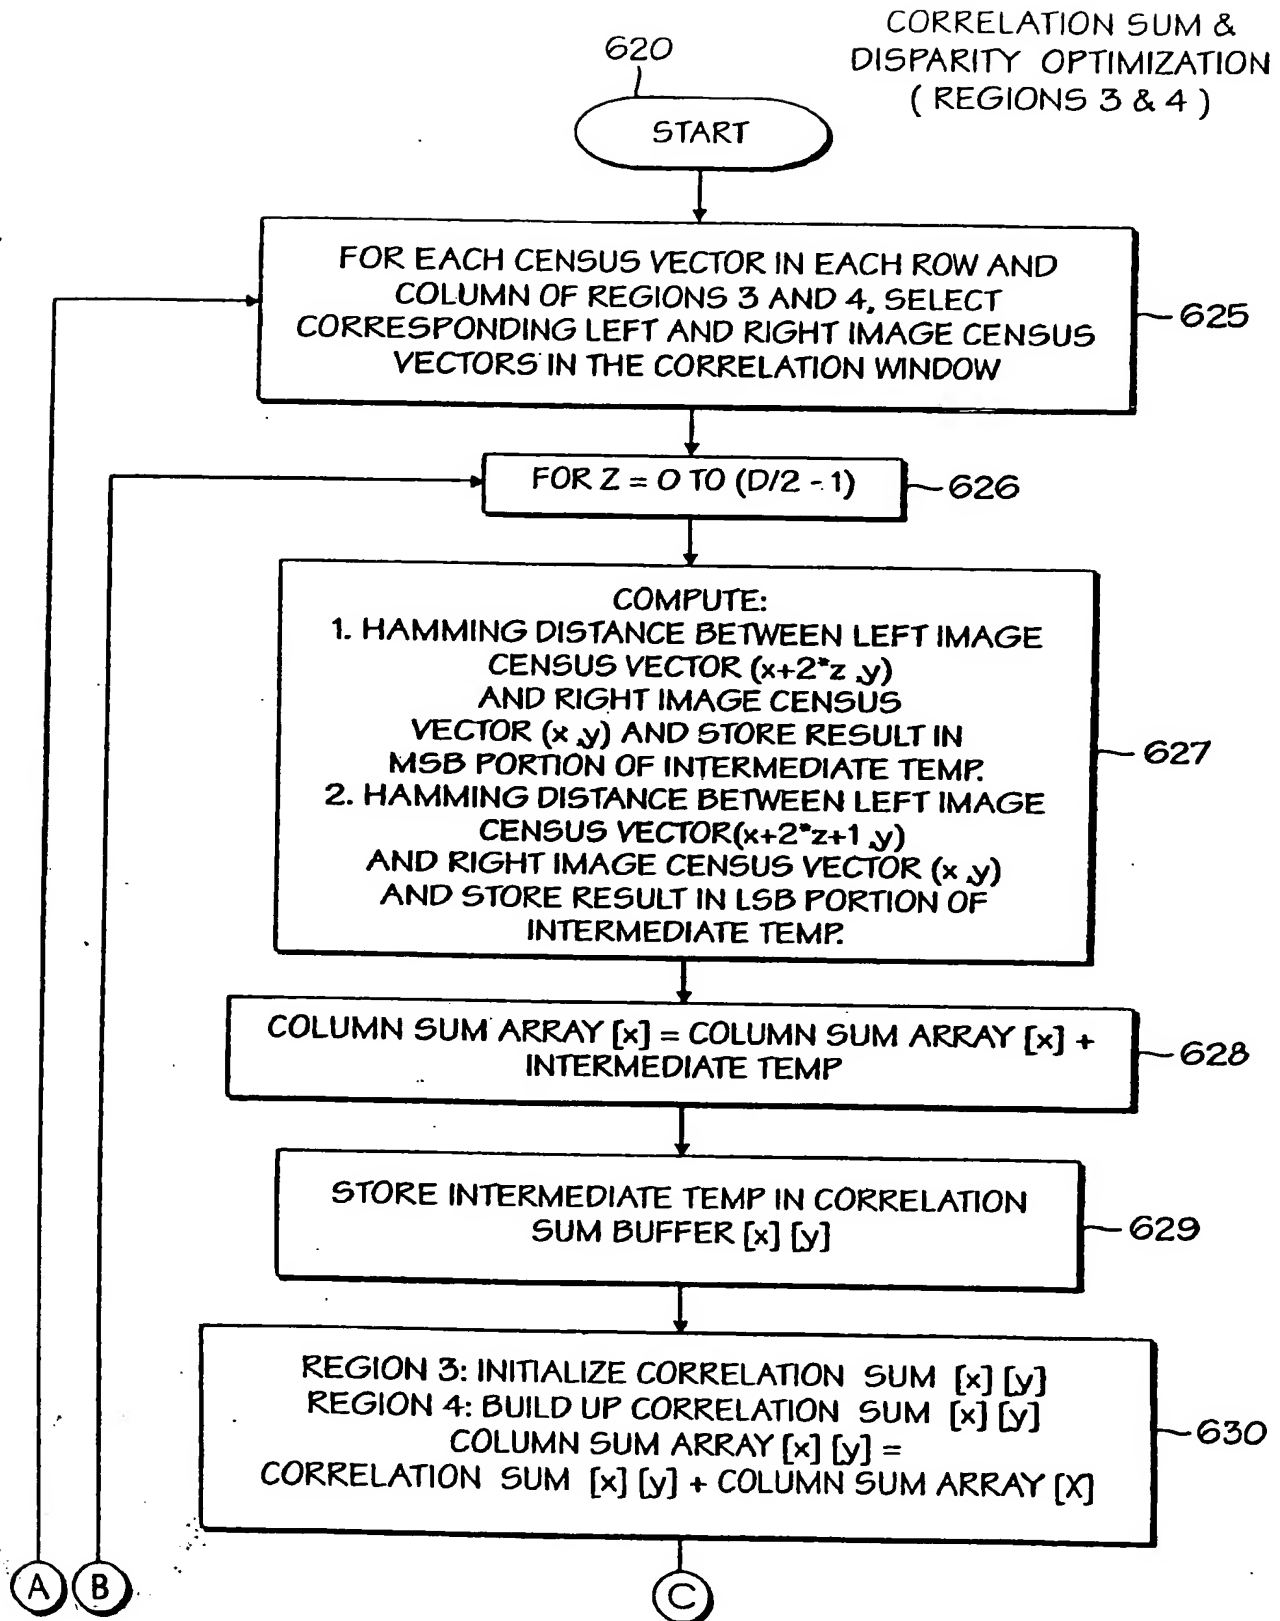 CORRELATION SUM &
DISPARITY OPTIMIZATION
( REGIONS 3 & 4 )
620
START
FOR EACH CENSUS VECTOR IN EACH ROW AND
COLUMN OF REGIONS 3 AND 4, SELECT
CORRESPONDING LEFT AND RIGHT IMAGE CENSUS
VECTORS IN THE CORRELATION WINDOW
625
FOR Z = 0 TO (D/2 - 1)
626
COMPUTE:
1. HAMMING DISTANCE BETWEEN LEFT IMAGE
CENSUS VECTOR (x+2*z ,y)
AND RIGHT IMAGE CENSUS
VECTOR (x ,y) AND STORE RESULT IN
MSB PORTION OF INTERMEDIATE TEMP.
2. HAMMING DISTANCE BETWEEN LEFT IMAGE
CENSUS VECTOR(x+2*z+1 ,y)
AND RIGHT IMAGE CENSUS VECTOR (x ,y)
AND STORE RESULT IN LSB PORTION OF
INTERMEDIATE TEMP.
627
COLUMN SUM ARRAY [x] = COLUMN SUM ARRAY [x] +
INTERMEDIATE TEMP
628
STORE INTERMEDIATE TEMP IN CORRELATION
SUM BUFFER [x] [y]
629
REGION 3: INITIALIZE CORRELATION SUM [x] [y]
REGION 4: BUILD UP CORRELATION SUM [x] [y]
COLUMN SUM ARRAY [x] [y] =
CORRELATION SUM [x] [y] + COLUMN SUM ARRAY [X]
630
A
B
C